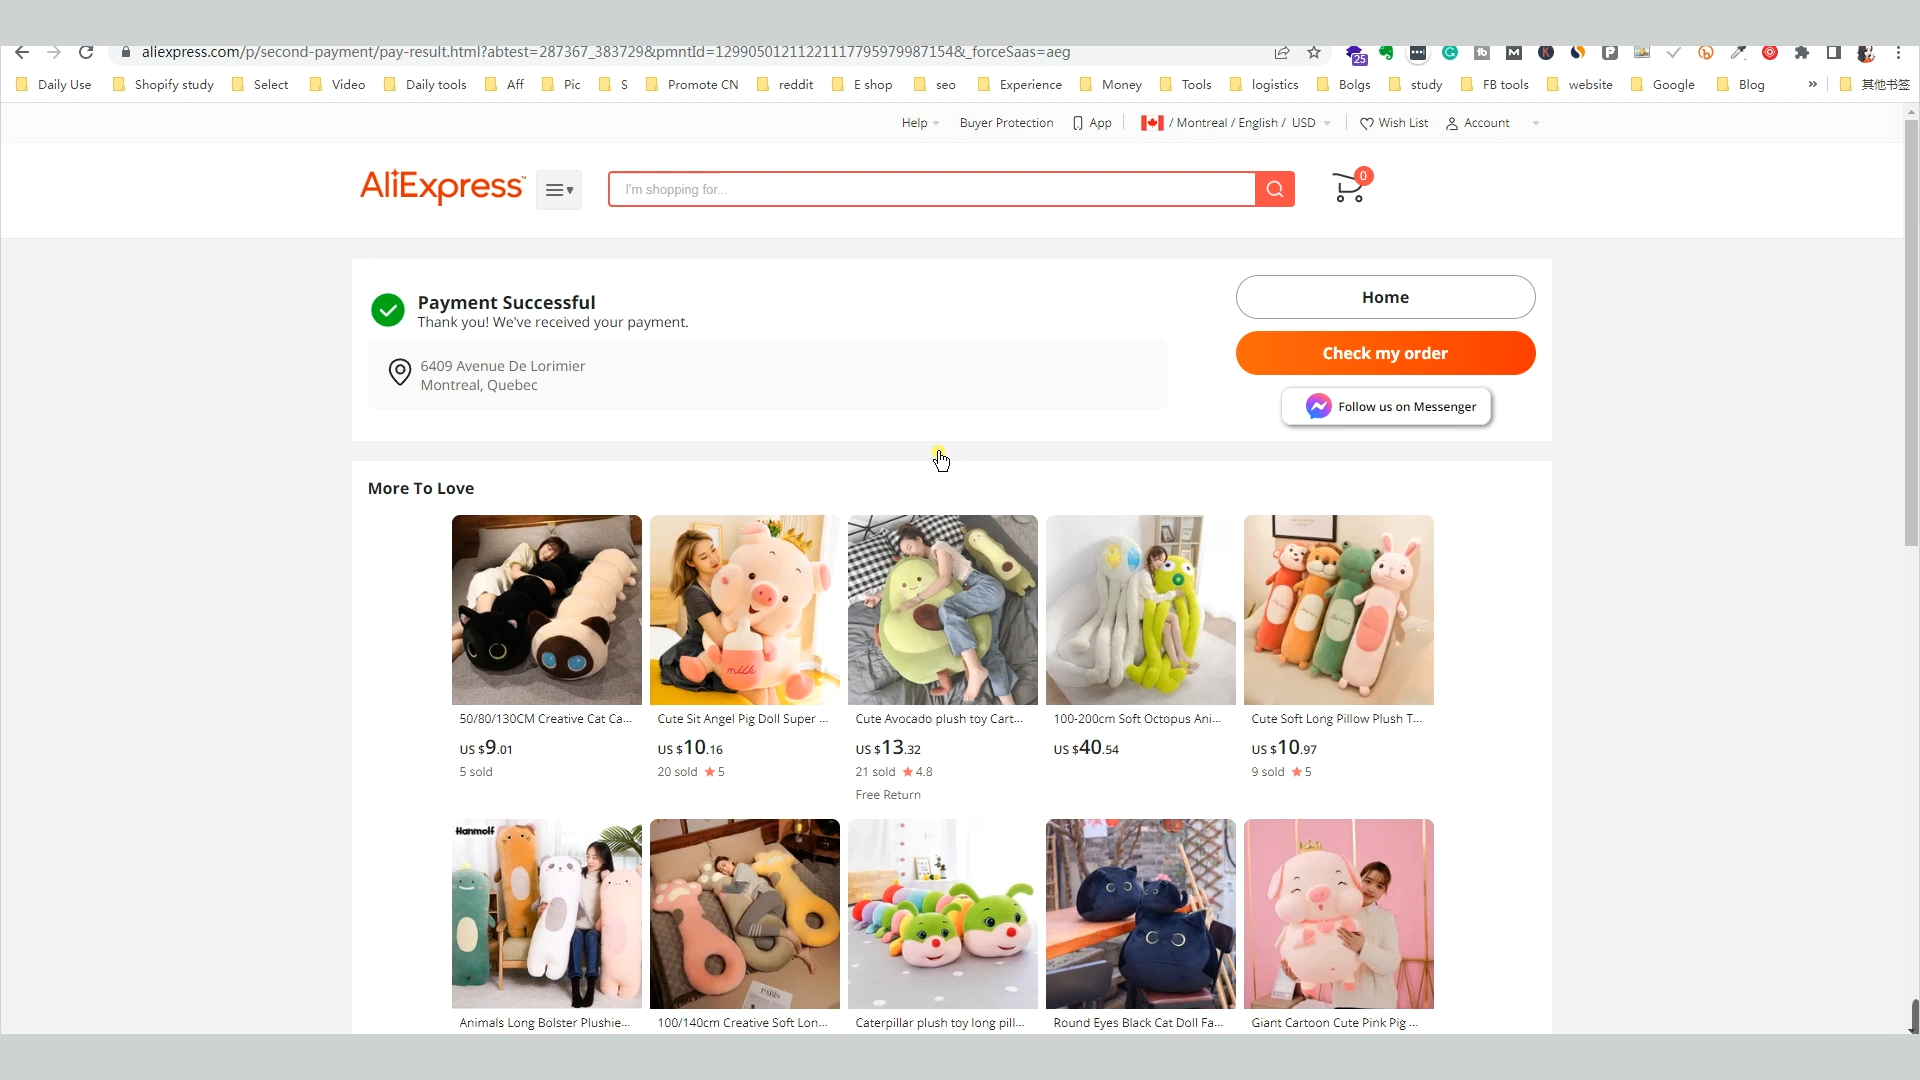 aliexpress.com/p/second-payment/pay-result.html?abtest=287367_383729&pmntId=129905012112211177959799871​54&_forceSaas=aeg
25
Daily Use Shopify study Select Video Daily tools Aff Pic S Promote CN reddit E shop seo Experience Money Tools logistics Bolgs study FB tools website Google Blog » 其他书签
Help Buyer Protection App / Montreal / English / USD Wish List Account
AliExpress™
I'm shopping for...
0
Payment Successful
Thank you! We've received your payment.
6409 Avenue De Lorimier
Montreal, Quebec
Home
Check my order
Follow us on Messenger
More To Love
milk
50/80/130CM Creative Cat Ca... Cute Sit Angel Pig Doll Super ... Cute Avocado plush toy Cart... 100-200cm Soft Octopus Ani... Cute Soft Long Pillow Plush T...
US $9.01 US $10.16 US $13.32 US $40.54 US $10.97
5 sold 20 sold 5 21 sold 4.8 9 sold 5
Free Return
Hanmolf
PARIS
Animals Long Bolster Plushie... 100/140cm Creative Soft Lon... Caterpillar plush toy long pill... Round Eyes Black Cat Doll Fa... Giant Cartoon Cute Pink Pig ...